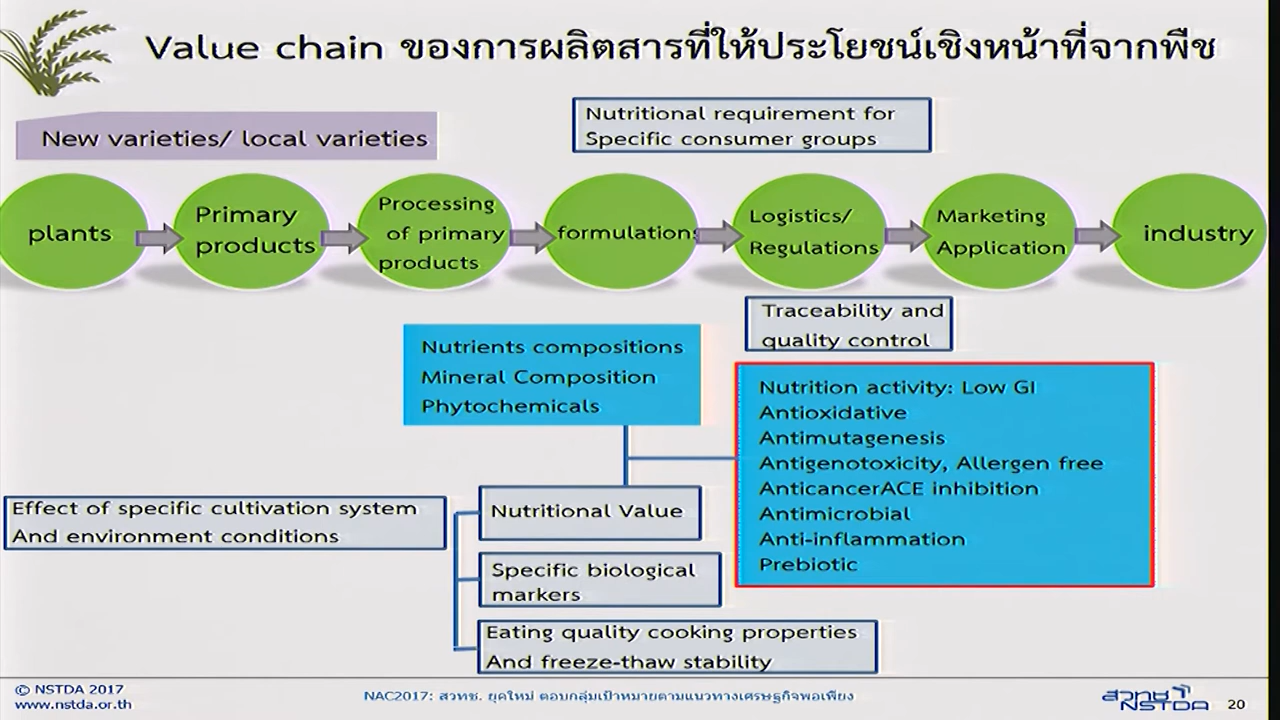 Value chain ของการผลิตสารที่ให้ประโยชน์เชิงหน้าที่จากพืช
New varieties/ local varieties
Nutritional requirement for
Specific consumer groups
plants
Primary
products
Processing
of primary
products
formulations
Logistics/
Regulations
Marketing
Application
industry
Traceability and
quality control
Nutrients compositions
Mineral Composition
Phytochemicals
Nutrition activity: Low GI
Antioxidative
Antimutagenesis
Antigenotoxicity, Allergen free
AnticancerACE inhibition
Antimicrobial
Anti-inflammation
Prebiotic
Effect of specific cultivation system
And environment conditions
Nutritional Value
Specific biological
markers
Eating quality cooking properties
And freeze-thaw stability
© NSTDA 2017
www.nstda.or.th
NAC2017: สวทช. ยุคใหม่ ตอบกลุ่มเป้าหมายตามแนวทางเศรษฐกิจพอเพียง
สวทช
NSTDA
20